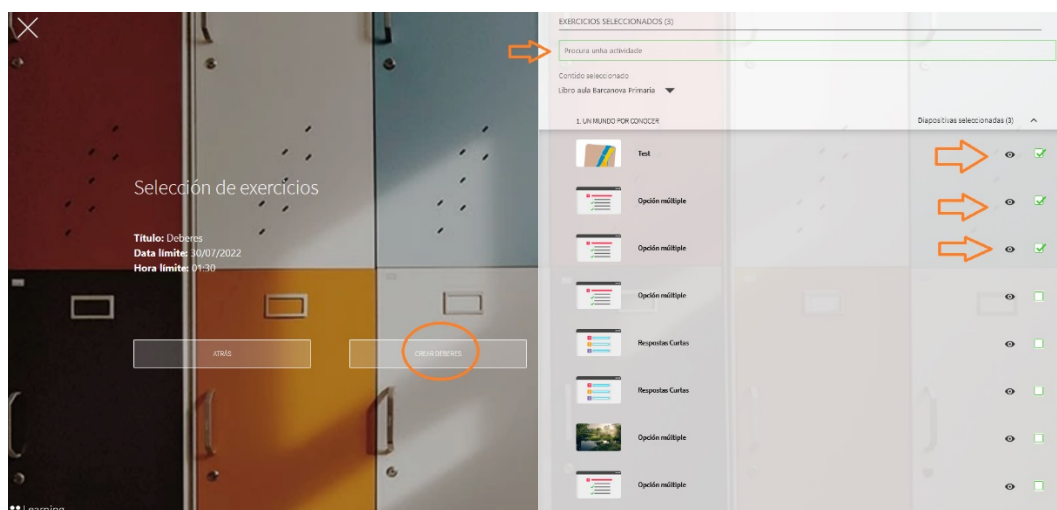 Selección de exercicios
Título: Deberes
Data límite: 30/07/2022
Hora límite: 01:30
ATRÁS
CREAR DEBERES
Learning
EXERCICIOS SELECCIONADOS (3)
Procura unha actividade
Contido seleccionado
Libro aula Barcanova Primaria
1. UN MUNDO POR CONOCER
Diapositivas seleccionadas (3)
Test
Opción múltiple
Opción múltiple
Opción múltiple
Respostas Curtas
Respostas Curtas
Opción múltiple
Opción múltiple